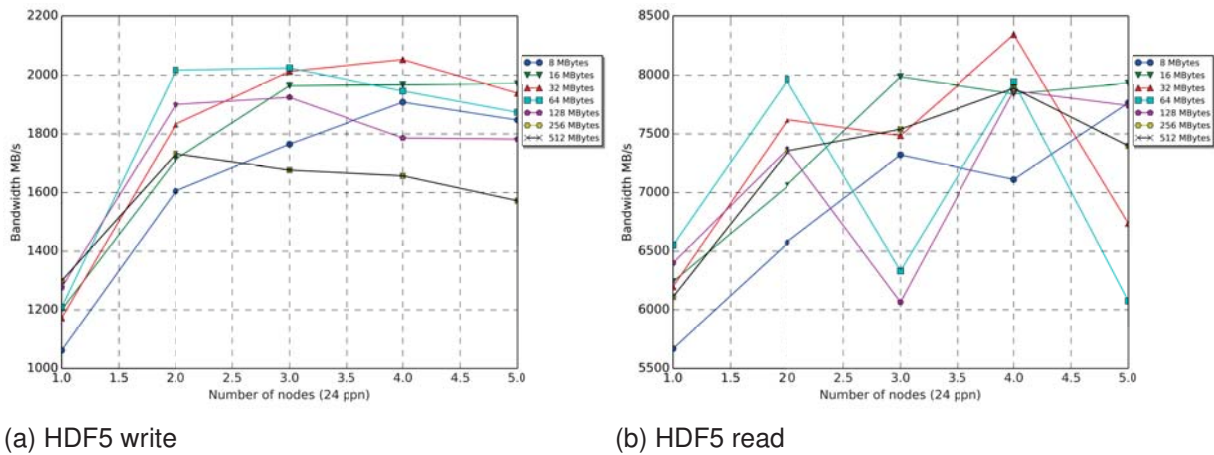 2200
2000
1800
1600
1400
1200
1000
Bandwidth MB/s
1.0 1.5 2.0 2.5 3.0 3.5 4.0 4.5 5.0
Number of nodes (24 ppn)
8 MBytes
16 MBytes
32 MBytes
64 MBytes
128 MBytes
256 MBytes
512 MBytes
(a) HDF5 write
8500
8000
7500
7000
6500
6000
5500
Bandwidth MB/s
1.0 1.5 2.0 2.5 3.0 3.5 4.0 4.5 5.0
Number of nodes (24 ppn)
8 MBytes
16 MBytes
32 MBytes
64 MBytes
128 MBytes
256 MBytes
512 MBytes
(b) HDF5 read